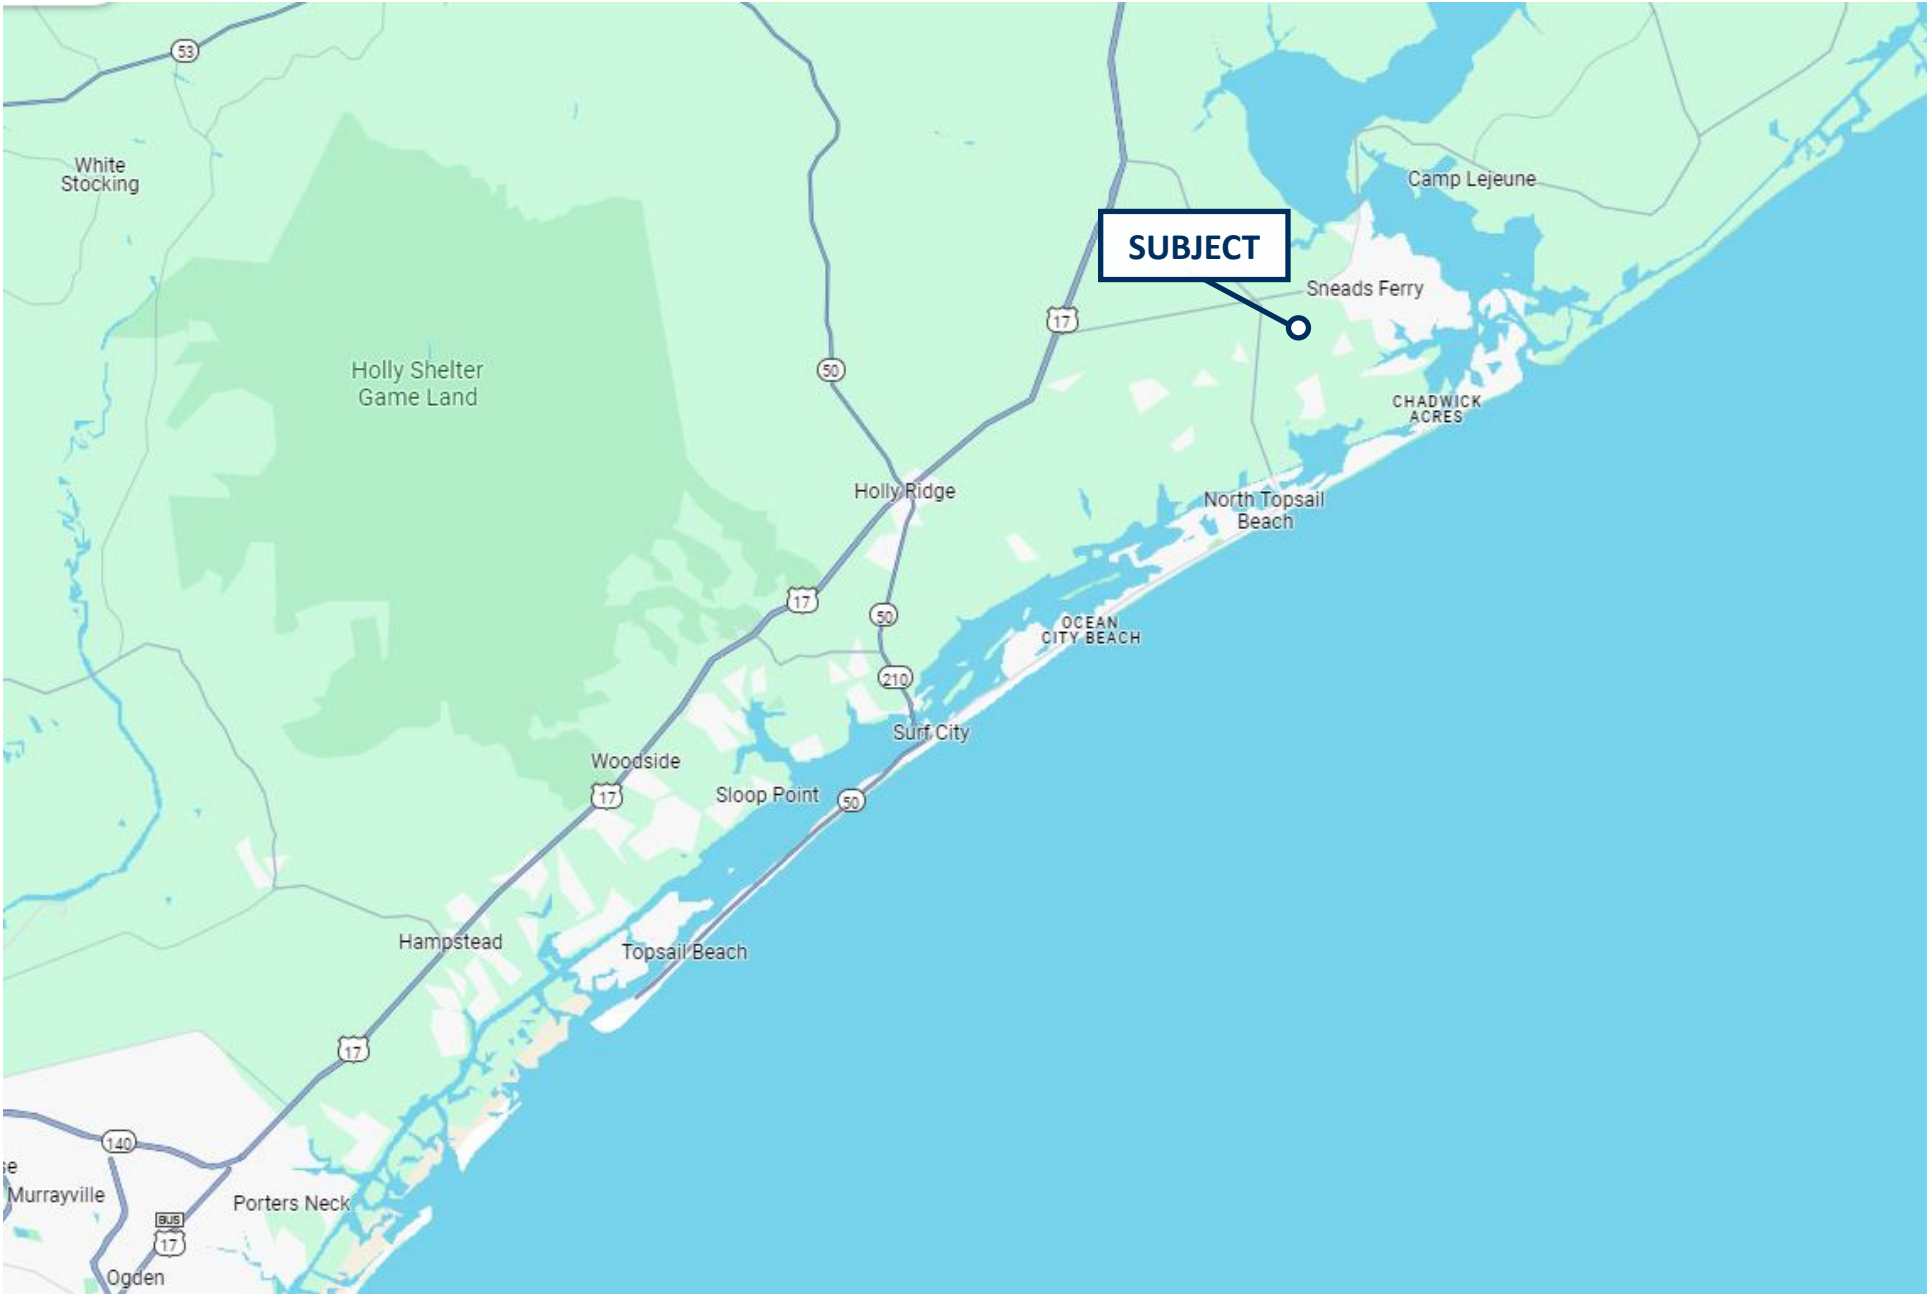 53
White
Stocking
Camp Lejeune
SUBJECT
Sneads Ferry
17
Holly Shelter
Game Land
50
CHADWICK
ACRES
Holly Ridge
North Topsail
Beach
17
50
OCEAN
CITY BEACH
210
Surf City
Woodside
17
Sloop Point
50
Hampstead
Topsail Beach
17
140
se
Murrayville
Porters Neck
BUS
17
Ogden